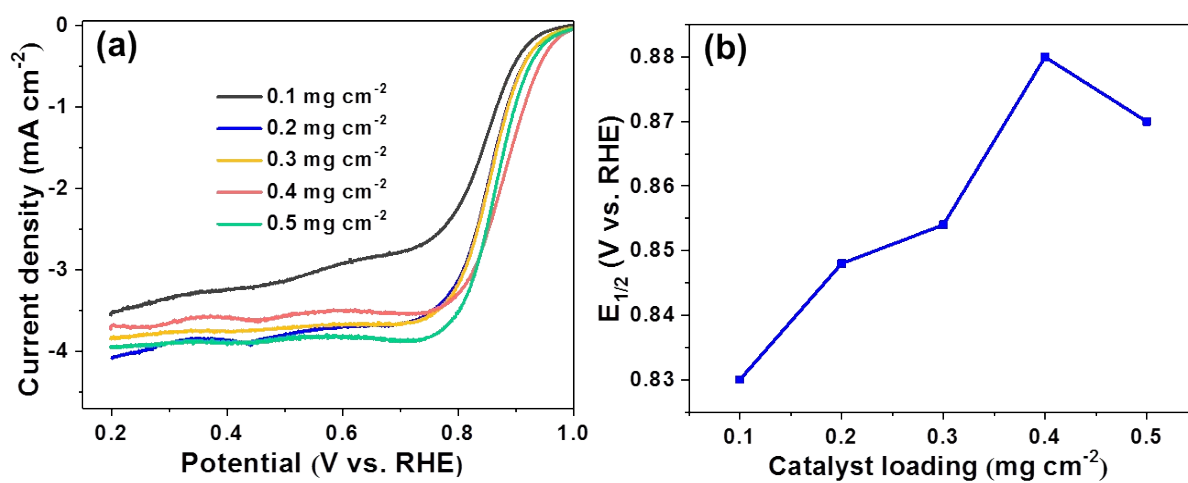 (a)
0.1 mg cm⁻²
0.2 mg cm⁻²
0.3 mg cm⁻²
0.4 mg cm⁻²
0.5 mg cm⁻²
Current density (mA cm⁻²)
0
-1
-2
-3
-4
0.2 0.4 0.6 0.8 1.0
Potential (V vs. RHE)
(b)
E₁/₂ (V vs. RHE)
0.88
0.87
0.86
0.85
0.84
0.83
0.1 0.2 0.3 0.4 0.5
Catalyst loading (mg cm⁻²)